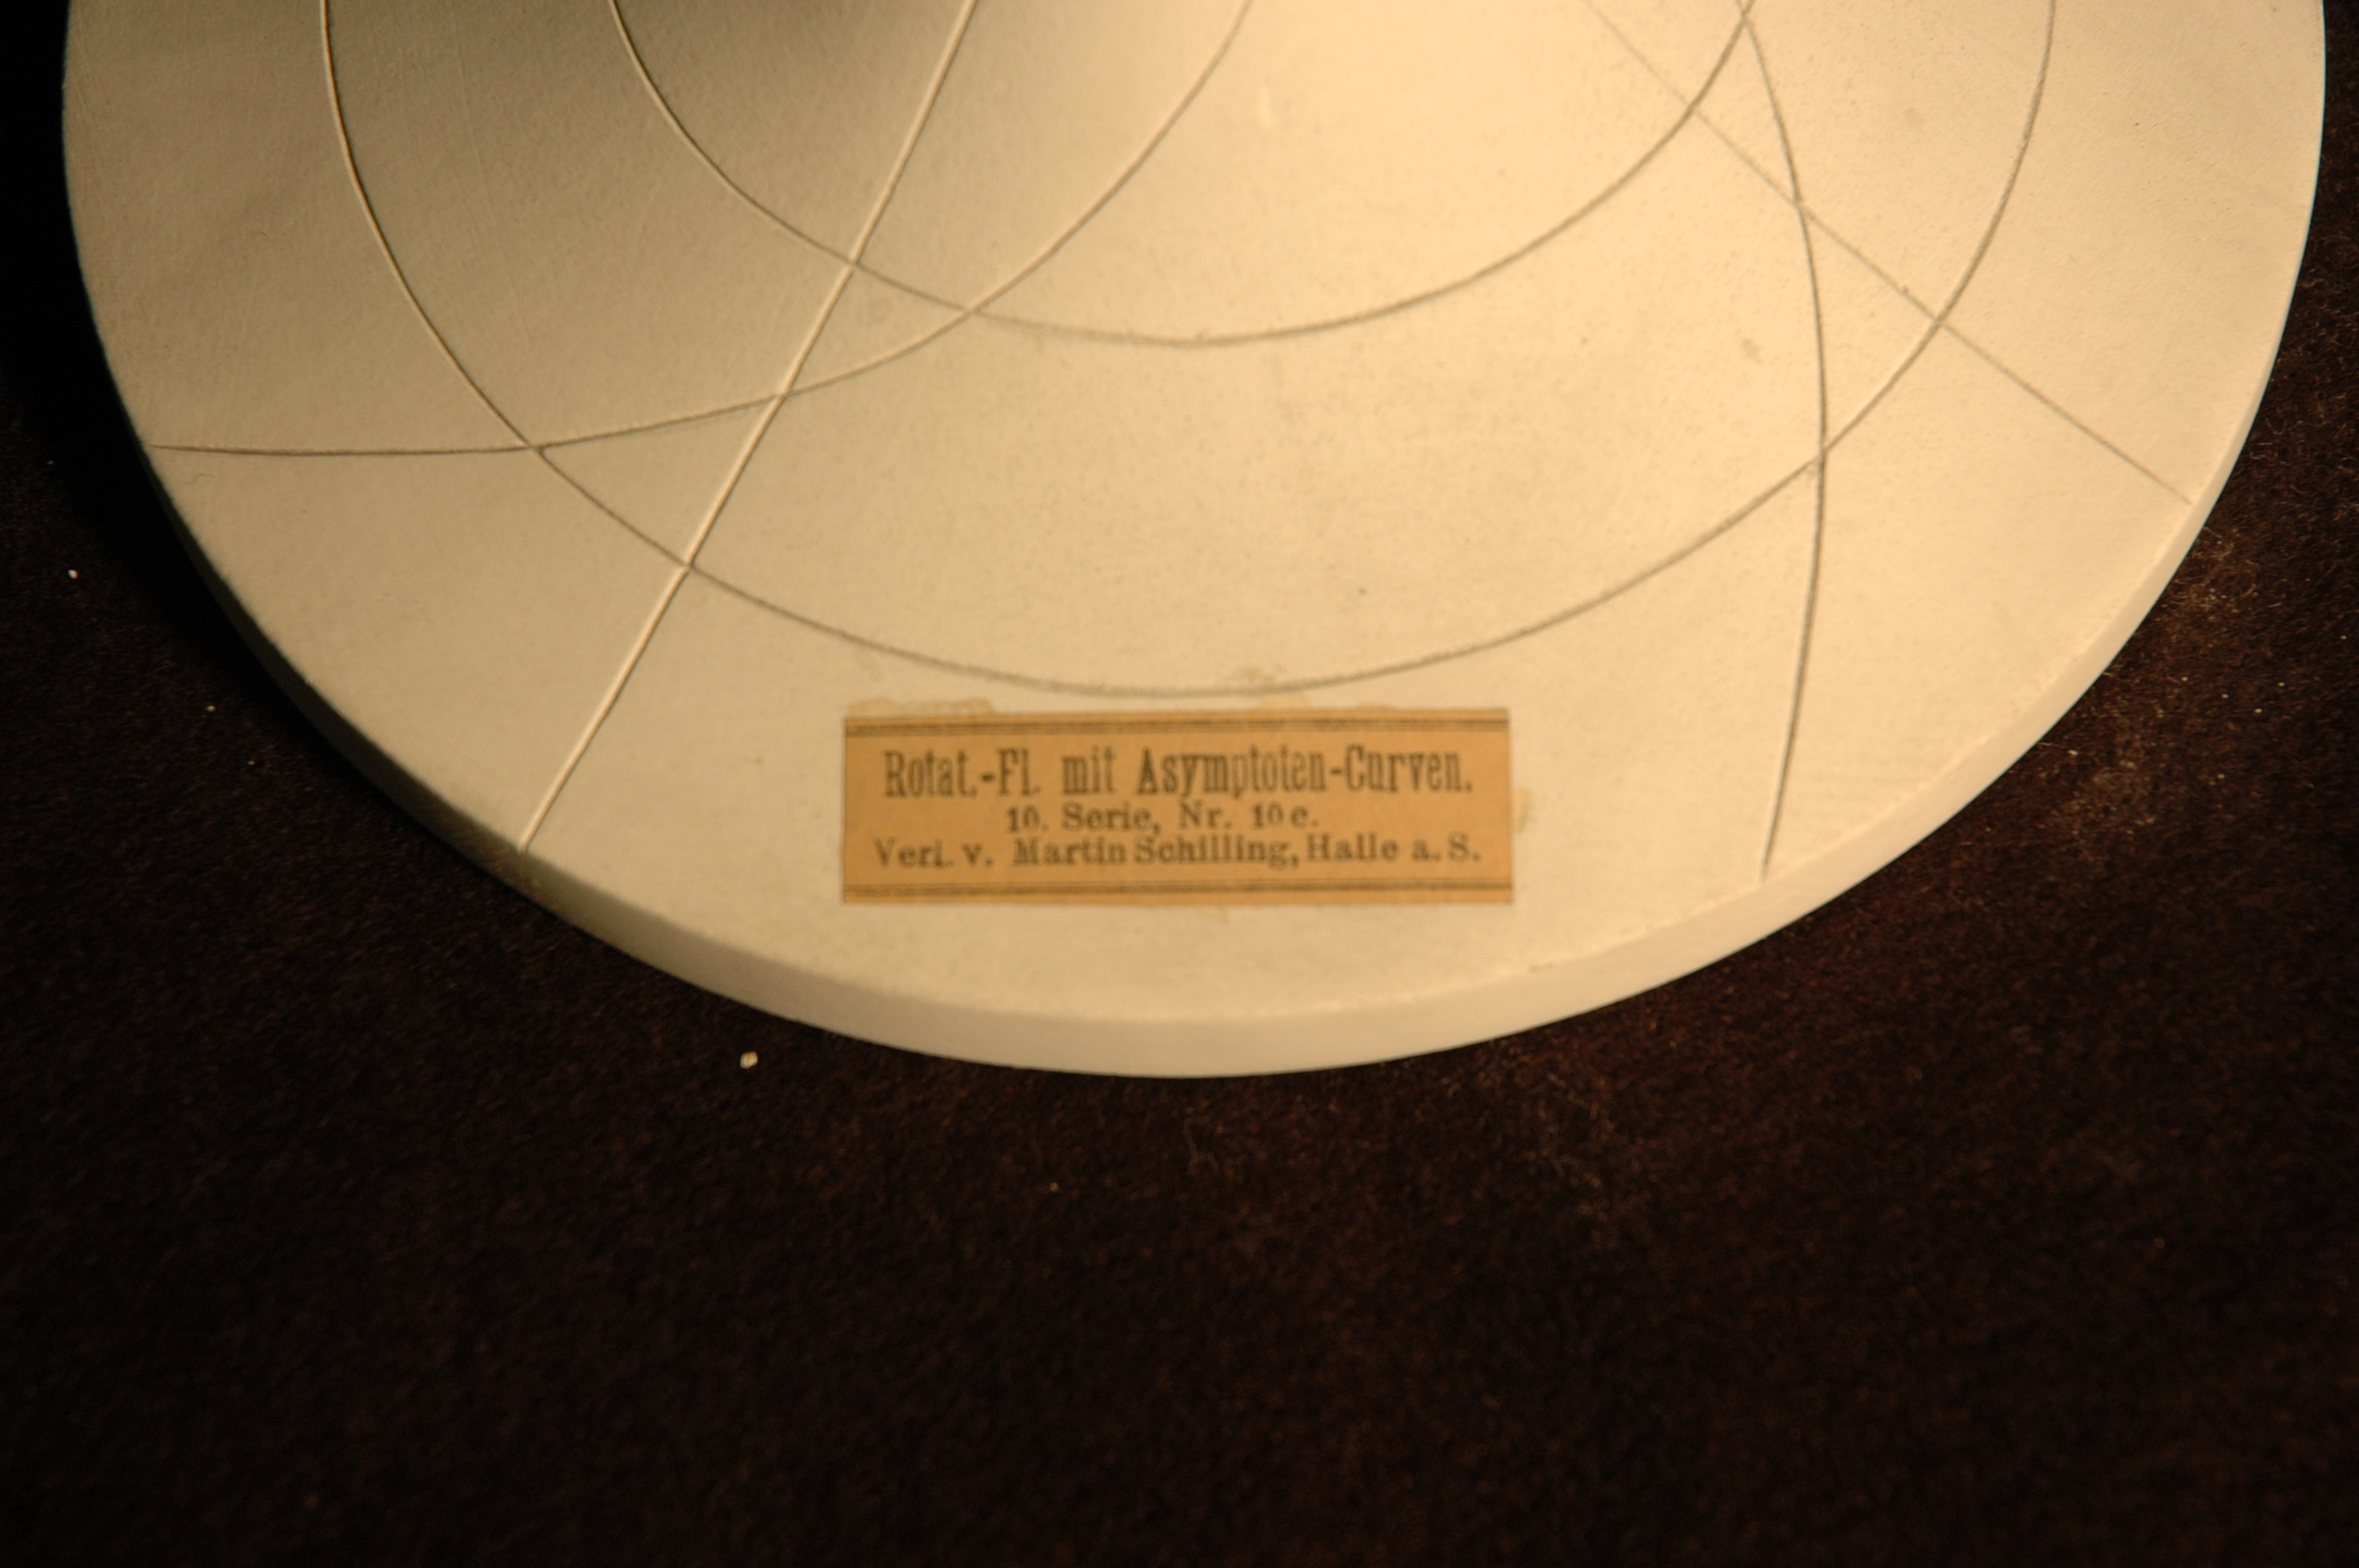 Rotat.-Fl. mit Asymptoten-Curven.
10. Serie, Nr. 10 e.
Verl. v. Martin Schilling, Halle a. S.